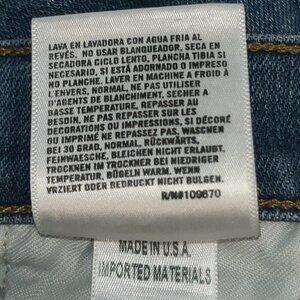 LAVA EN LAVADORA CON AGUA FRIA AL
REVÉS. NO USAR BLANQUEADOR, SECA EN
SECADORA CICLO LENTO, PLANCHA TIBIA SI
NECESARIO. SI ESTÁ ADORNADO O IMPRESO
NO PLANCHE. LAVER EN MACHINE A FROID À
L'ENVERS, NORMAL, NE PAS UTILISER
D'AGENTS DE BLANCHIMENT, SECHER À
BASSE TEMPERATURE, REPASSER AU
BESOIN. NE PAS REPASSER SUR LES
DÉCORATIONS OU IMPRESSIONS, SI DÉCORÉ
OU IMPRIMÉ NE REPASSEZ PAS, WASCHEN
BEI 30 GRAD, NORMAL, RÜCKWÄRTS,
FEINWAESCHE, BLEICHEN NICHT ERLAUBT.
TROCKNEN IM TROCKNER BEI NIEDRIGER
TEMPERATUR, BÜGELN WARM, WENN
VRZIERT ODER BEDRUCKT NICHT BULGEN.
R/N#109670
MADE IN U.S.A.
IMPORTED MATERIALS